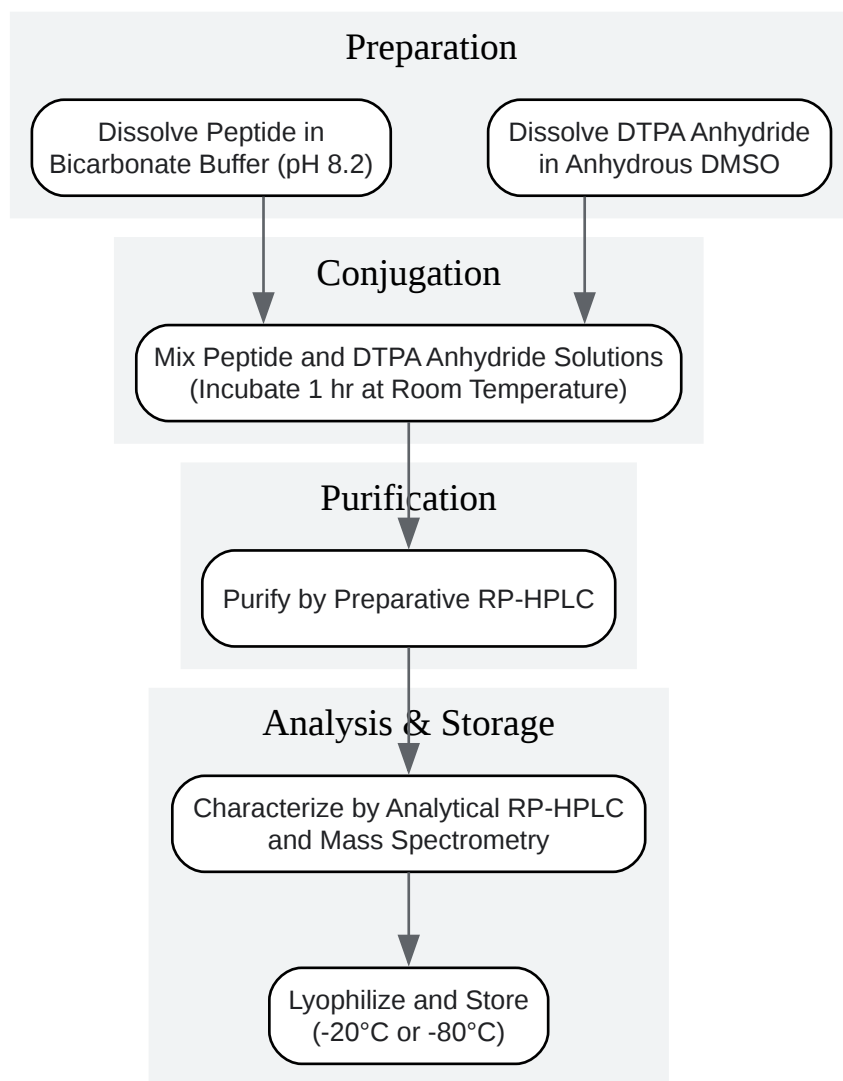 Preparation
Dissolve Peptide in
Bicarbonate Buffer (pH 8.2)
Dissolve DTPA Anhydride
in Anhydrous DMSO
Conjugation
Mix Peptide and DTPA Anhydride Solutions
(Incubate 1 hr at Room Temperature)
Purification
Purify by Preparative RP-HPLC
Analysis & Storage
Characterize by Analytical RP-HPLC
and Mass Spectrometry
Lyophilize and Store
(-20°C or -80°C)